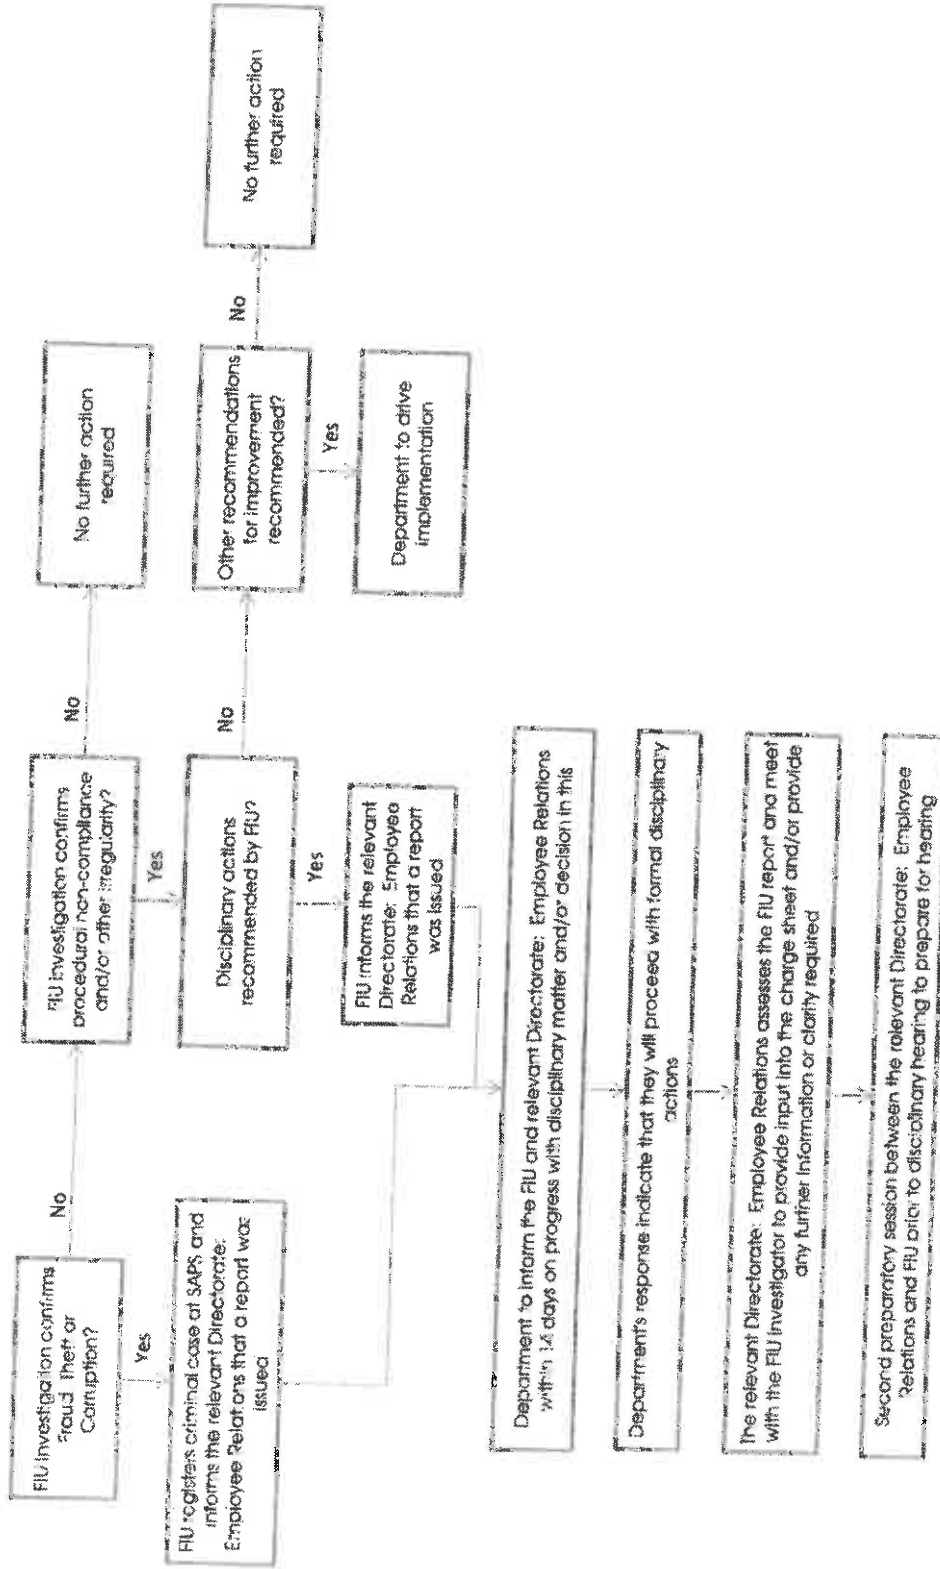 FIU Investigation confirms
Fraud, Theft or
Corruption?
No
Yes
FIU registers criminal case at SAPS and
informs the relevant Directorate:
Employee Relations that a report was
issued
FIU Investigation confirms
procedural non-compliance
and/or other irregularity?
No
Yes
No further action
required
Disciplinary actions
recommended by FIU?
No
Yes
Other recommendations
for improvement
recommended?
No
Yes
No further action
required
Department to drive
implementation
FIU informs the relevant
Directorate: Employee
Relations that a report
was issued
Department to inform the FIU and relevant Directorate: Employee Relations
within 14 days on progress with disciplinary matter and/or decision in this
Department's response indicate that they will proceed with formal disciplinary
actions
The relevant Directorate: Employee Relations assesses the FIU report and meet
with the FIU Investigator to provide input into the charge sheet and/or provide
any further information or clarity required
Second preparatory session between the relevant Directorate: Employee
Relations and FIU prior to disciplinary hearing to prepare for hearing